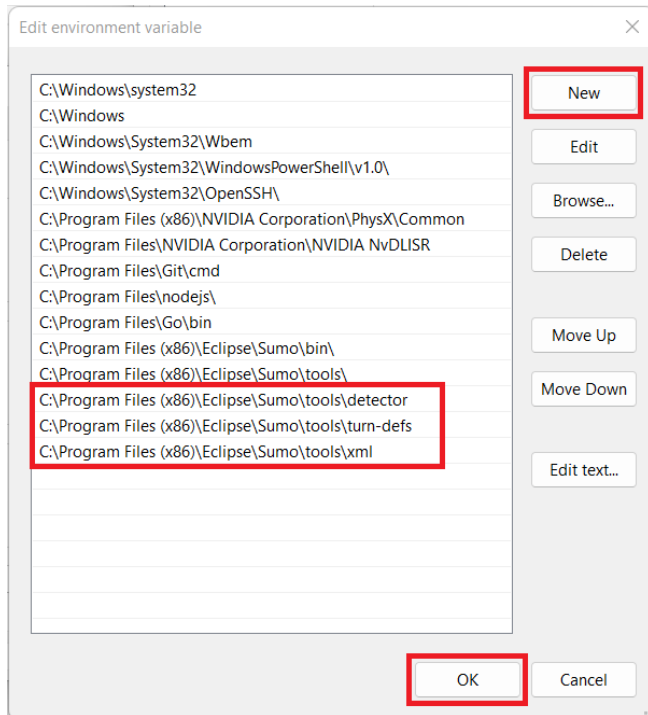 Edit environment variable
C:\Windows\system32
C:\Windows
C:\Windows\System32\Wbem
C:\Windows\System32\WindowsPowerShell\v1.0\
C:\Windows\System32\OpenSSH\
C:\Program Files (x86)\NVIDIA Corporation\PhysX\Common
C:\Program Files\NVIDIA Corporation\NVIDIA NvDLISR
C:\Program Files\Git\cmd
C:\Program Files\nodejs\
C:\Program Files\Go\bin
C:\Program Files (x86)\Eclipse\Sumo\bin\
C:\Program Files (x86)\Eclipse\Sumo\tools\
C:\Program Files (x86)\Eclipse\Sumo\tools\detector
C:\Program Files (x86)\Eclipse\Sumo\tools\turn-defs
C:\Program Files (x86)\Eclipse\Sumo\tools\xml
New
Edit
Browse...
Delete
Move Up
Move Down
Edit text...
OK
Cancel